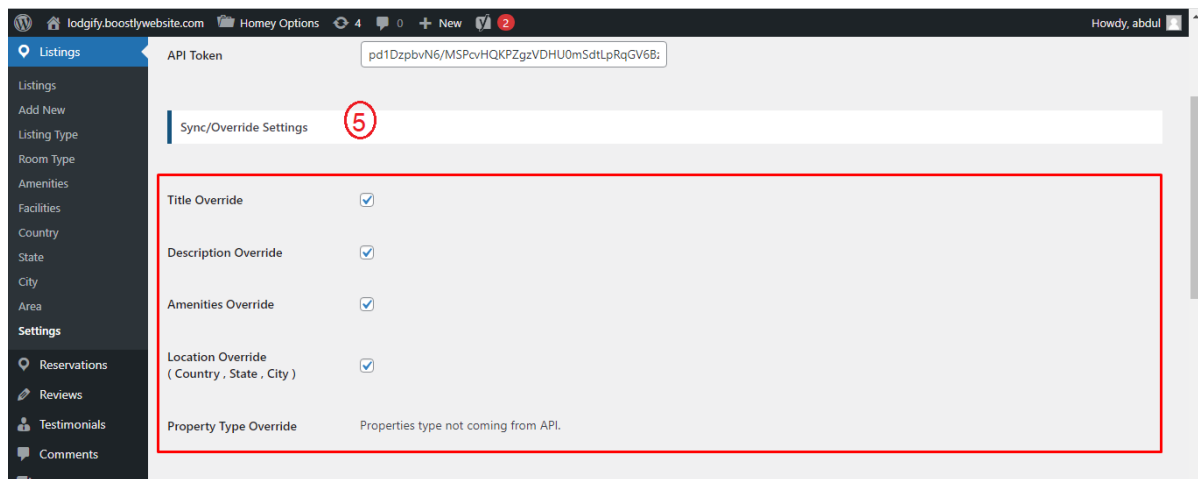 lodgify.boostlywebsite.com Homey Options 4 0 New 2 Howdy, abdul
Listings
Listings
Add New
Listing Type
Room Type
Amenities
Facilities
Country
State
City
Area
Settings
Reservations
Reviews
Testimonials
Comments
API Token pd1DzpbvN6/MSPcvHQKPZgzVDHU0mSdtLpRqGV6B
Sync/Override Settings 5
Title Override
Description Override
Amenities Override
Location Override
( Country , State , City )
Property Type Override Properties type not coming from API.